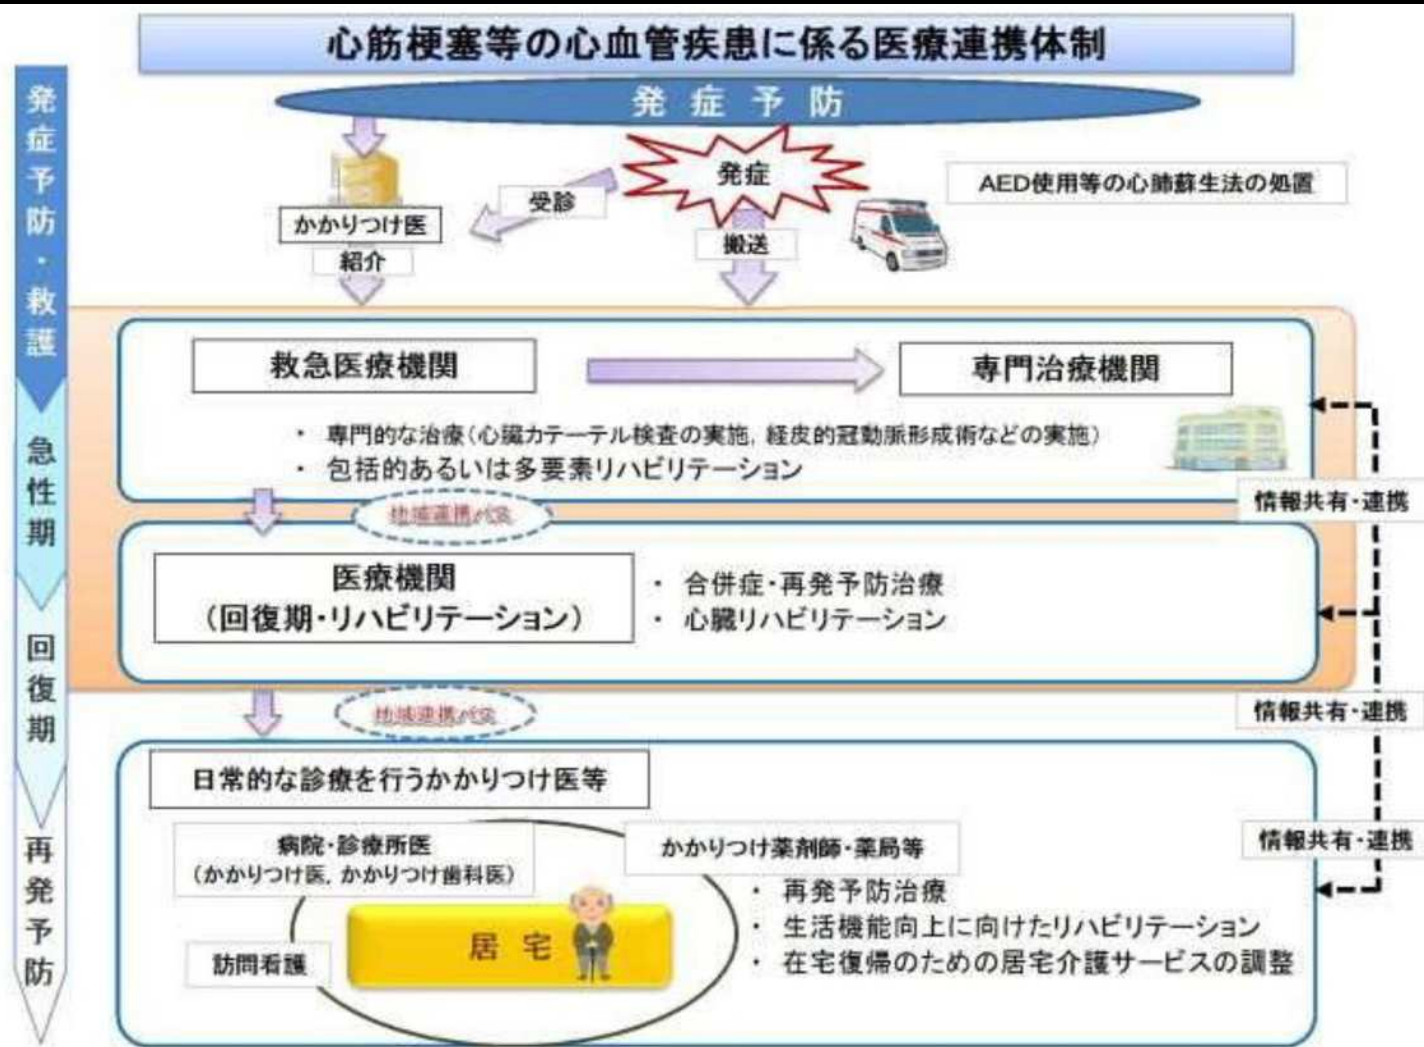 心筋梗塞等の心血管疾患に係る医療連携体制
発症予防・救護
急性期
回復期
再発予防
発症予防
発症
AED使用等の心肺蘇生法の処置
受診
かかりつけ医
搬送
紹介
救急医療機関
専門治療機関
・ 専門的な治療(心臓カテーテル検査の実施, 経皮的冠動脈形成術などの実施)
・ 包括的あるいは多要素リハビリテーション
情報共有・連携
地域連携パス
医療機関
(回復期・リハビリテーション)
・ 合併症・再発予防治療
・ 心臓リハビリテーション
情報共有・連携
地域連携パス
日常的な診療を行うかかりつけ医等
病院・診療所医
(かかりつけ医, かかりつけ歯科医)
かかりつけ薬剤師・薬局等
情報共有・連携
・ 再発予防治療
・ 生活機能向上に向けたリハビリテーション
・ 在宅復帰のための居宅介護サービスの調整
居宅
訪問看護